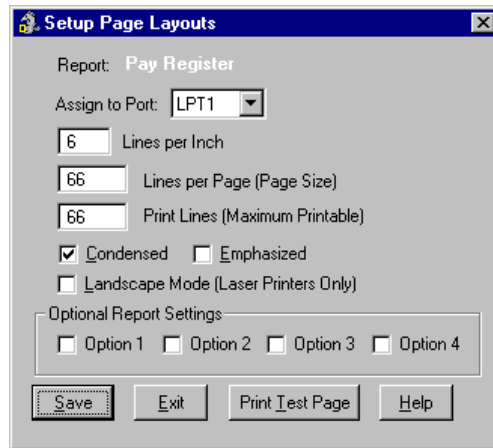 Setup Page Layouts
Report: Pay Register
Assign to Port: LPT1
6 Lines per Inch
66 Lines per Page (Page Size)
66 Print Lines (Maximum Printable)
Condensed Emphasized
Landscape Mode (Laser Printers Only)
Optional Report Settings
Option 1 Option 2 Option 3 Option 4
Save Exit Print Test Page Help